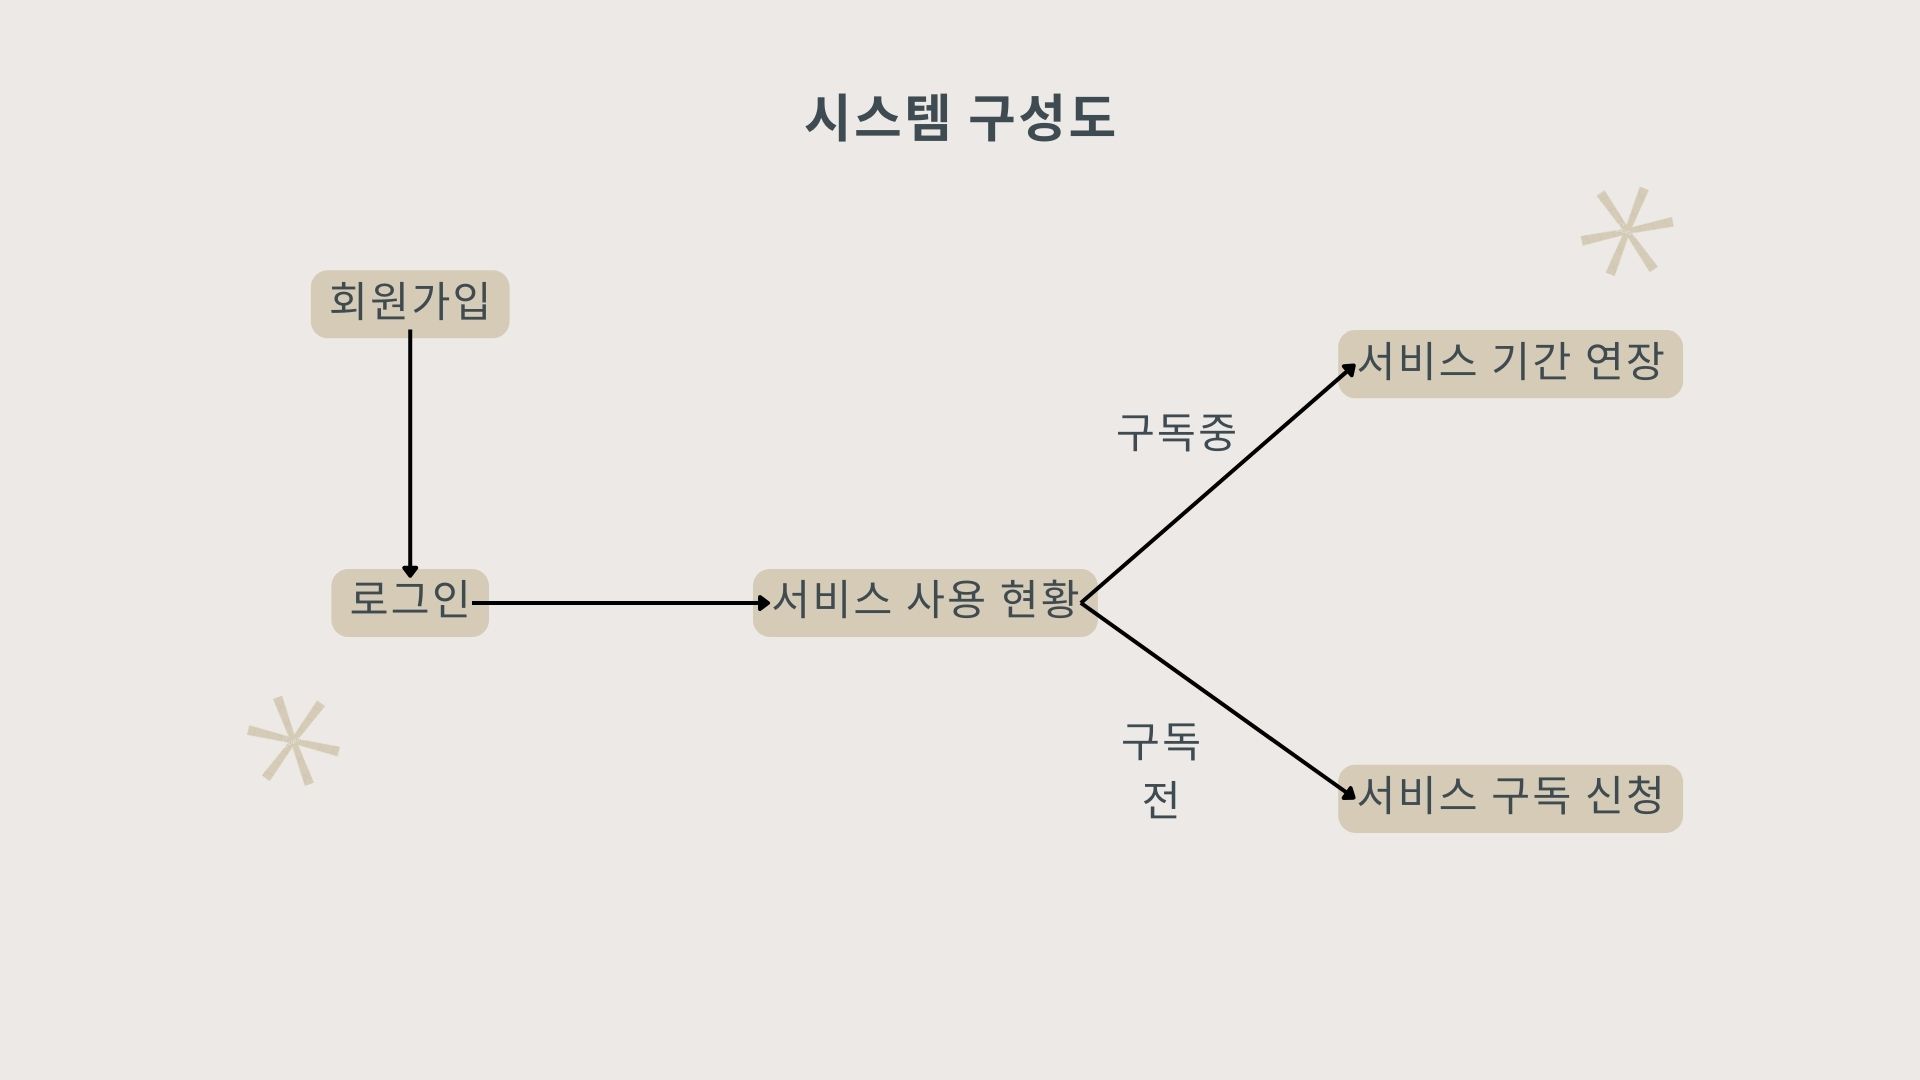 시스템 구성도
회원가입
서비스 기간 연장
구독중
로그인
서비스 사용 현황
구독
전
서비스 구독 신청